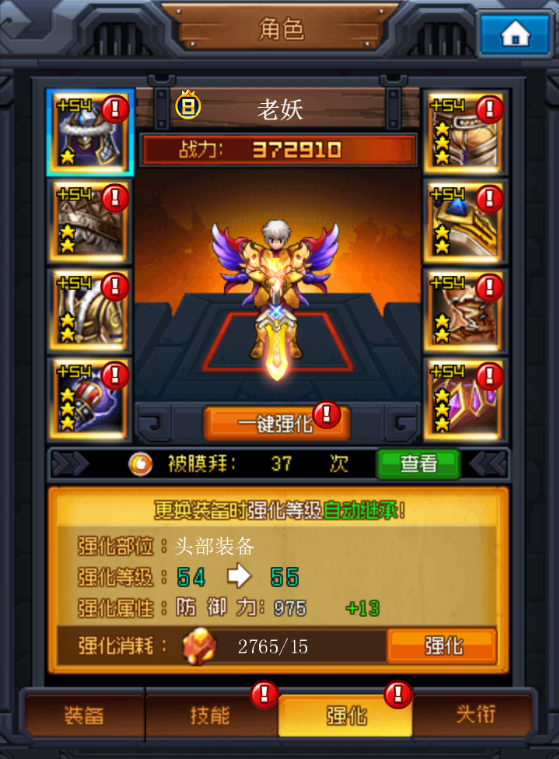 角色
8 老妖
战力： 372910
+54 +54
+54 +54
+54 +54
+54 +54
一键强化
被膜拜： 37 次 查看
更换装备时强化等级自动继承！
强化部位：头部装备
强化等级：54 55
强化属性：防 御 力：975 +13
强化消耗： 2765/15 强化
装备 技能 强化 头衔